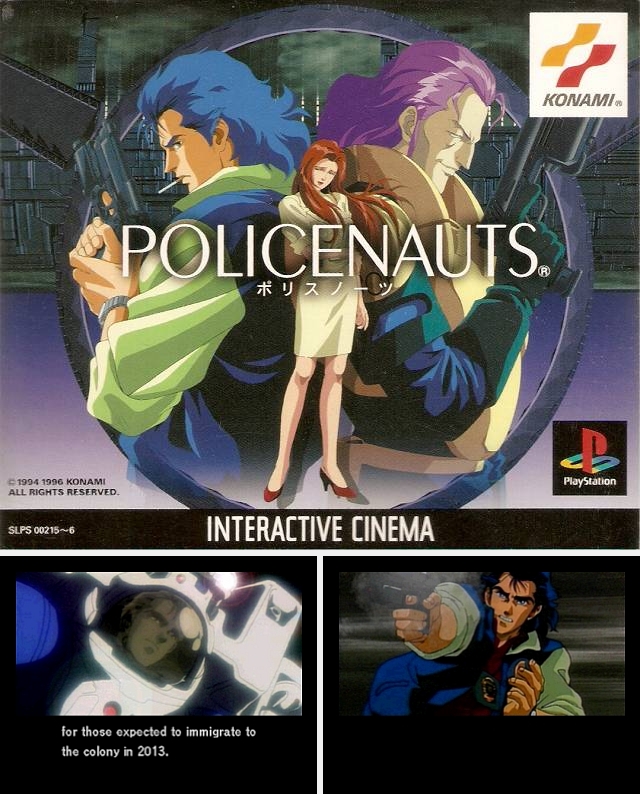 KONAMI®
POLICENAUTS®
ポリスノーツ
©1994 1996 KONAMI
ALL RIGHTS RESERVED.
PlayStation
SLPS 00215~6
INTERACTIVE CINEMA
for those expected to immigrate to
the colony in 2013.